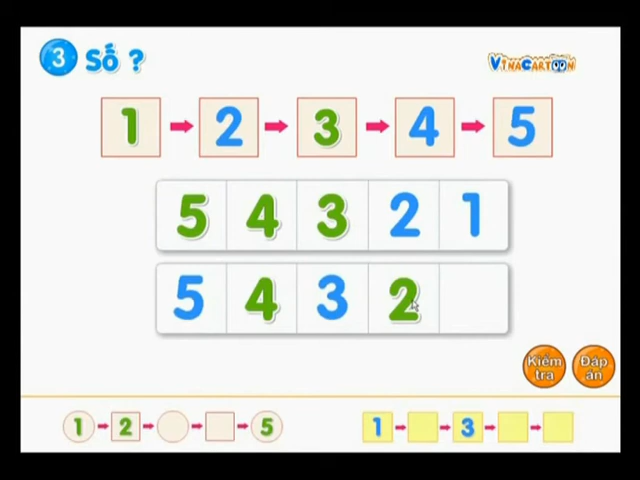 3 Số ?
VINACARTOON
1 2 3 4 5
5 4 3 2 1
5 4 3 2
Kiểm tra
Đáp án
1 2 5
1 3